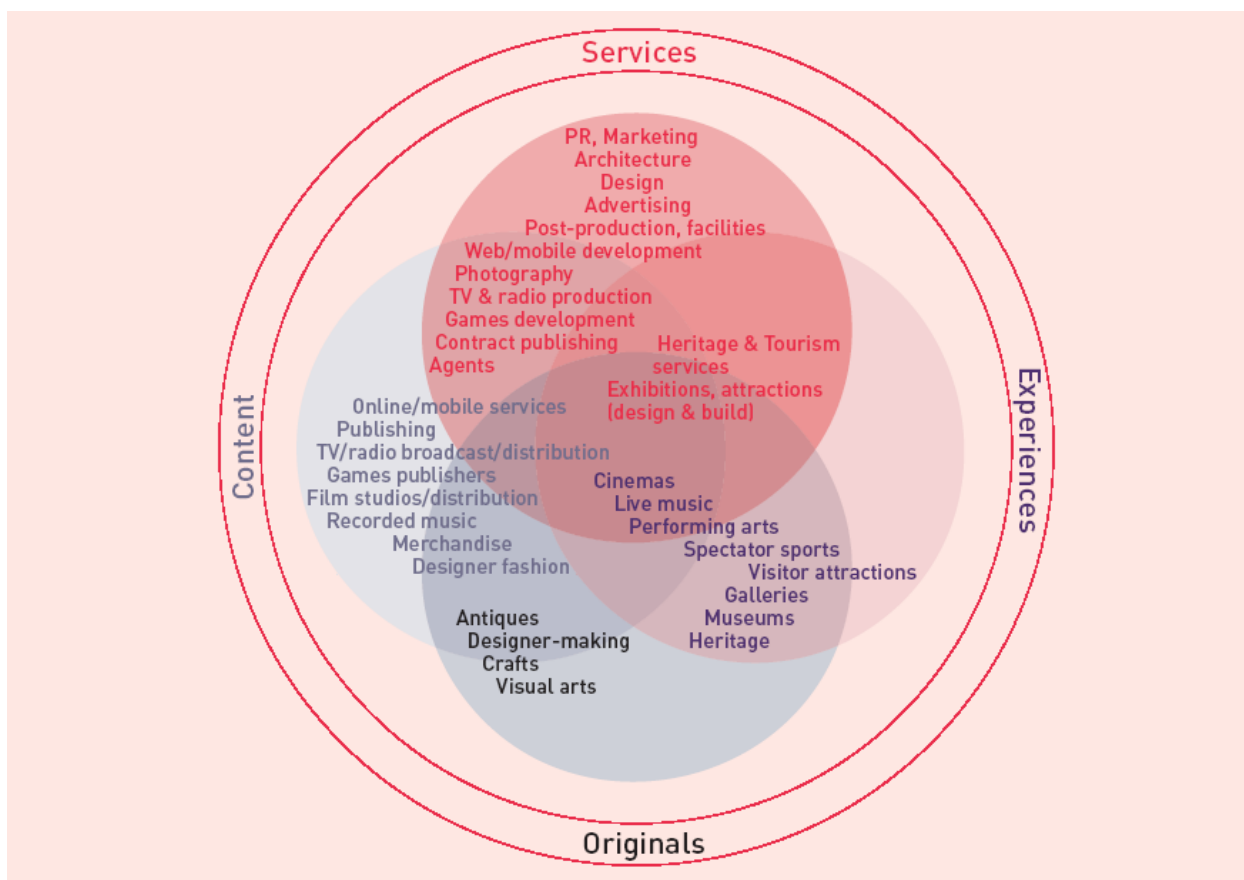 Services
PR, Marketing
Architecture
Design
Advertising
Post-production, facilities
Web/mobile development
Photography
TV & radio production
Games development
Contract publishing
Agents
Heritage & Tourism
services
Exhibitions, attractions
(design & build)
Content
Online/mobile services
Publishing
TV/radio broadcast/distribution
Games publishers
Film studios/distribution
Recorded music
Merchandise
Designer fashion
Experiences
Cinemas
Live music
Performing arts
Spectator sports
Visitor attractions
Galleries
Museums
Heritage
Antiques
Designer-making
Crafts
Visual arts
Originals